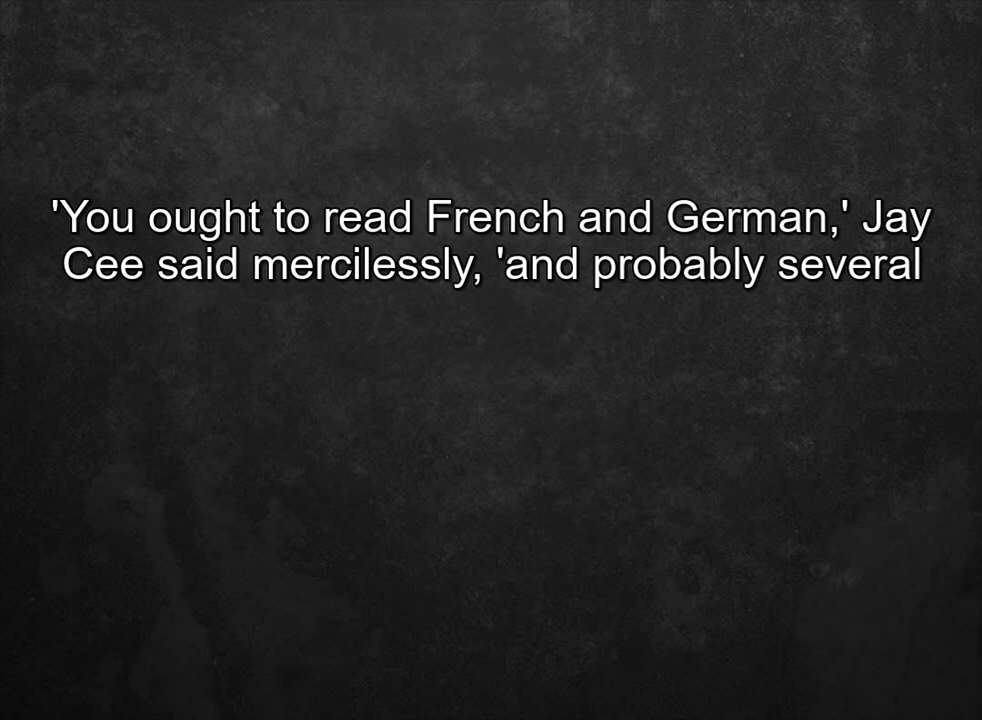 'You ought to read French and German,' Jay
Cee said mercilessly, 'and probably several